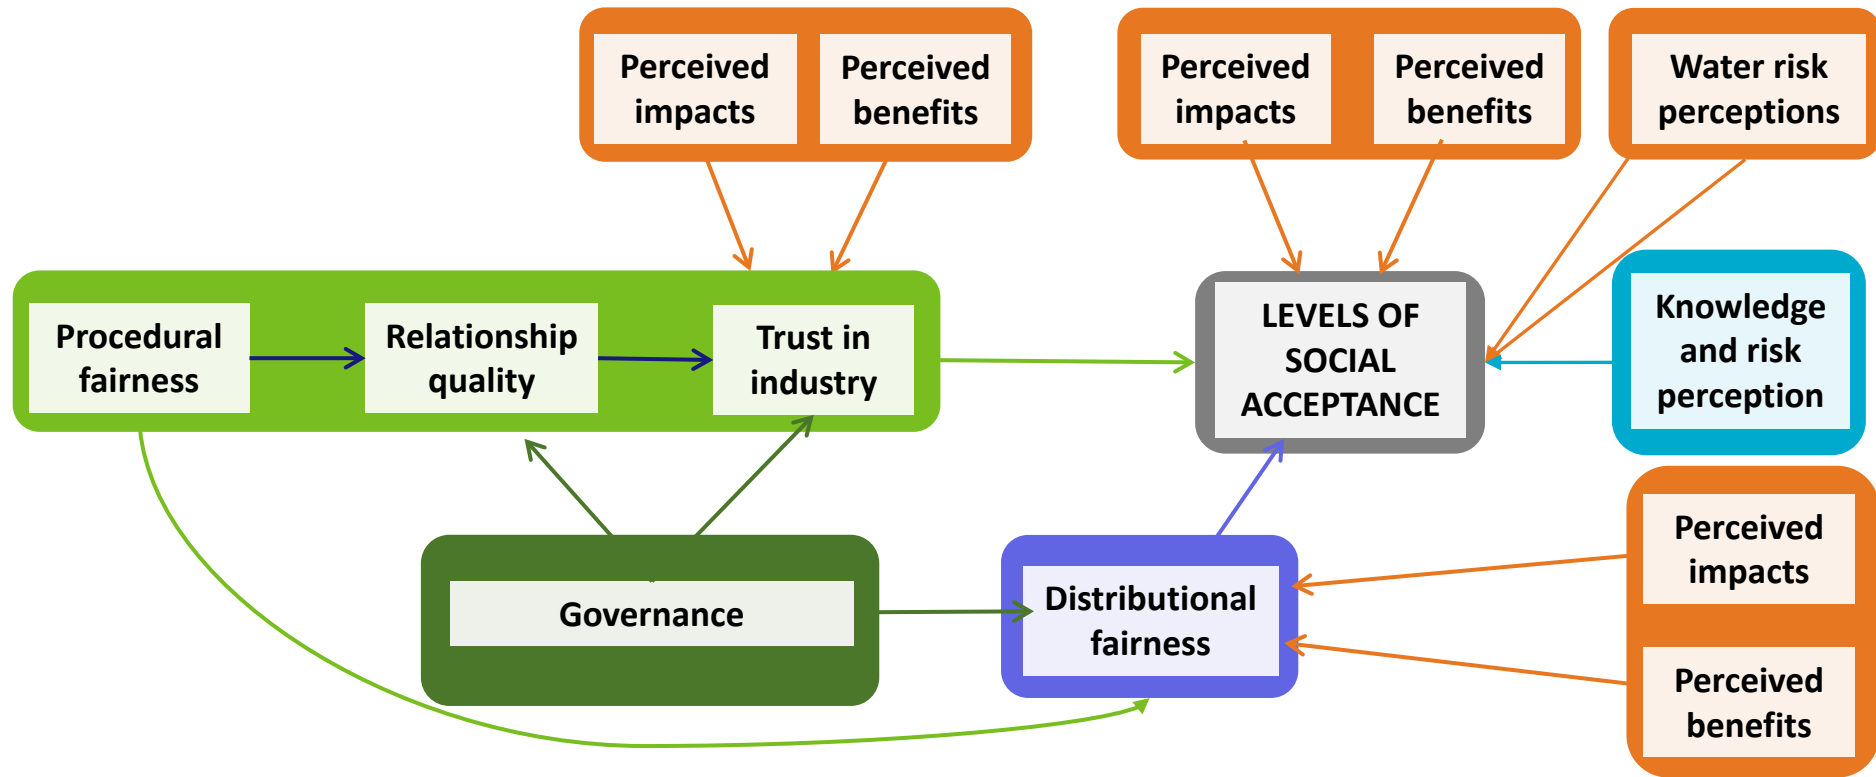 Perceived
impacts
Perceived
benefits
Perceived
impacts
Perceived
benefits
Water risk
perceptions
Procedural
fairness
Relationship
quality
Trust in
industry
LEVELS OF
SOCIAL
ACCEPTANCE
Knowledge
and risk
perception
Governance
Distributional
fairness
Perceived
impacts
Perceived
benefits